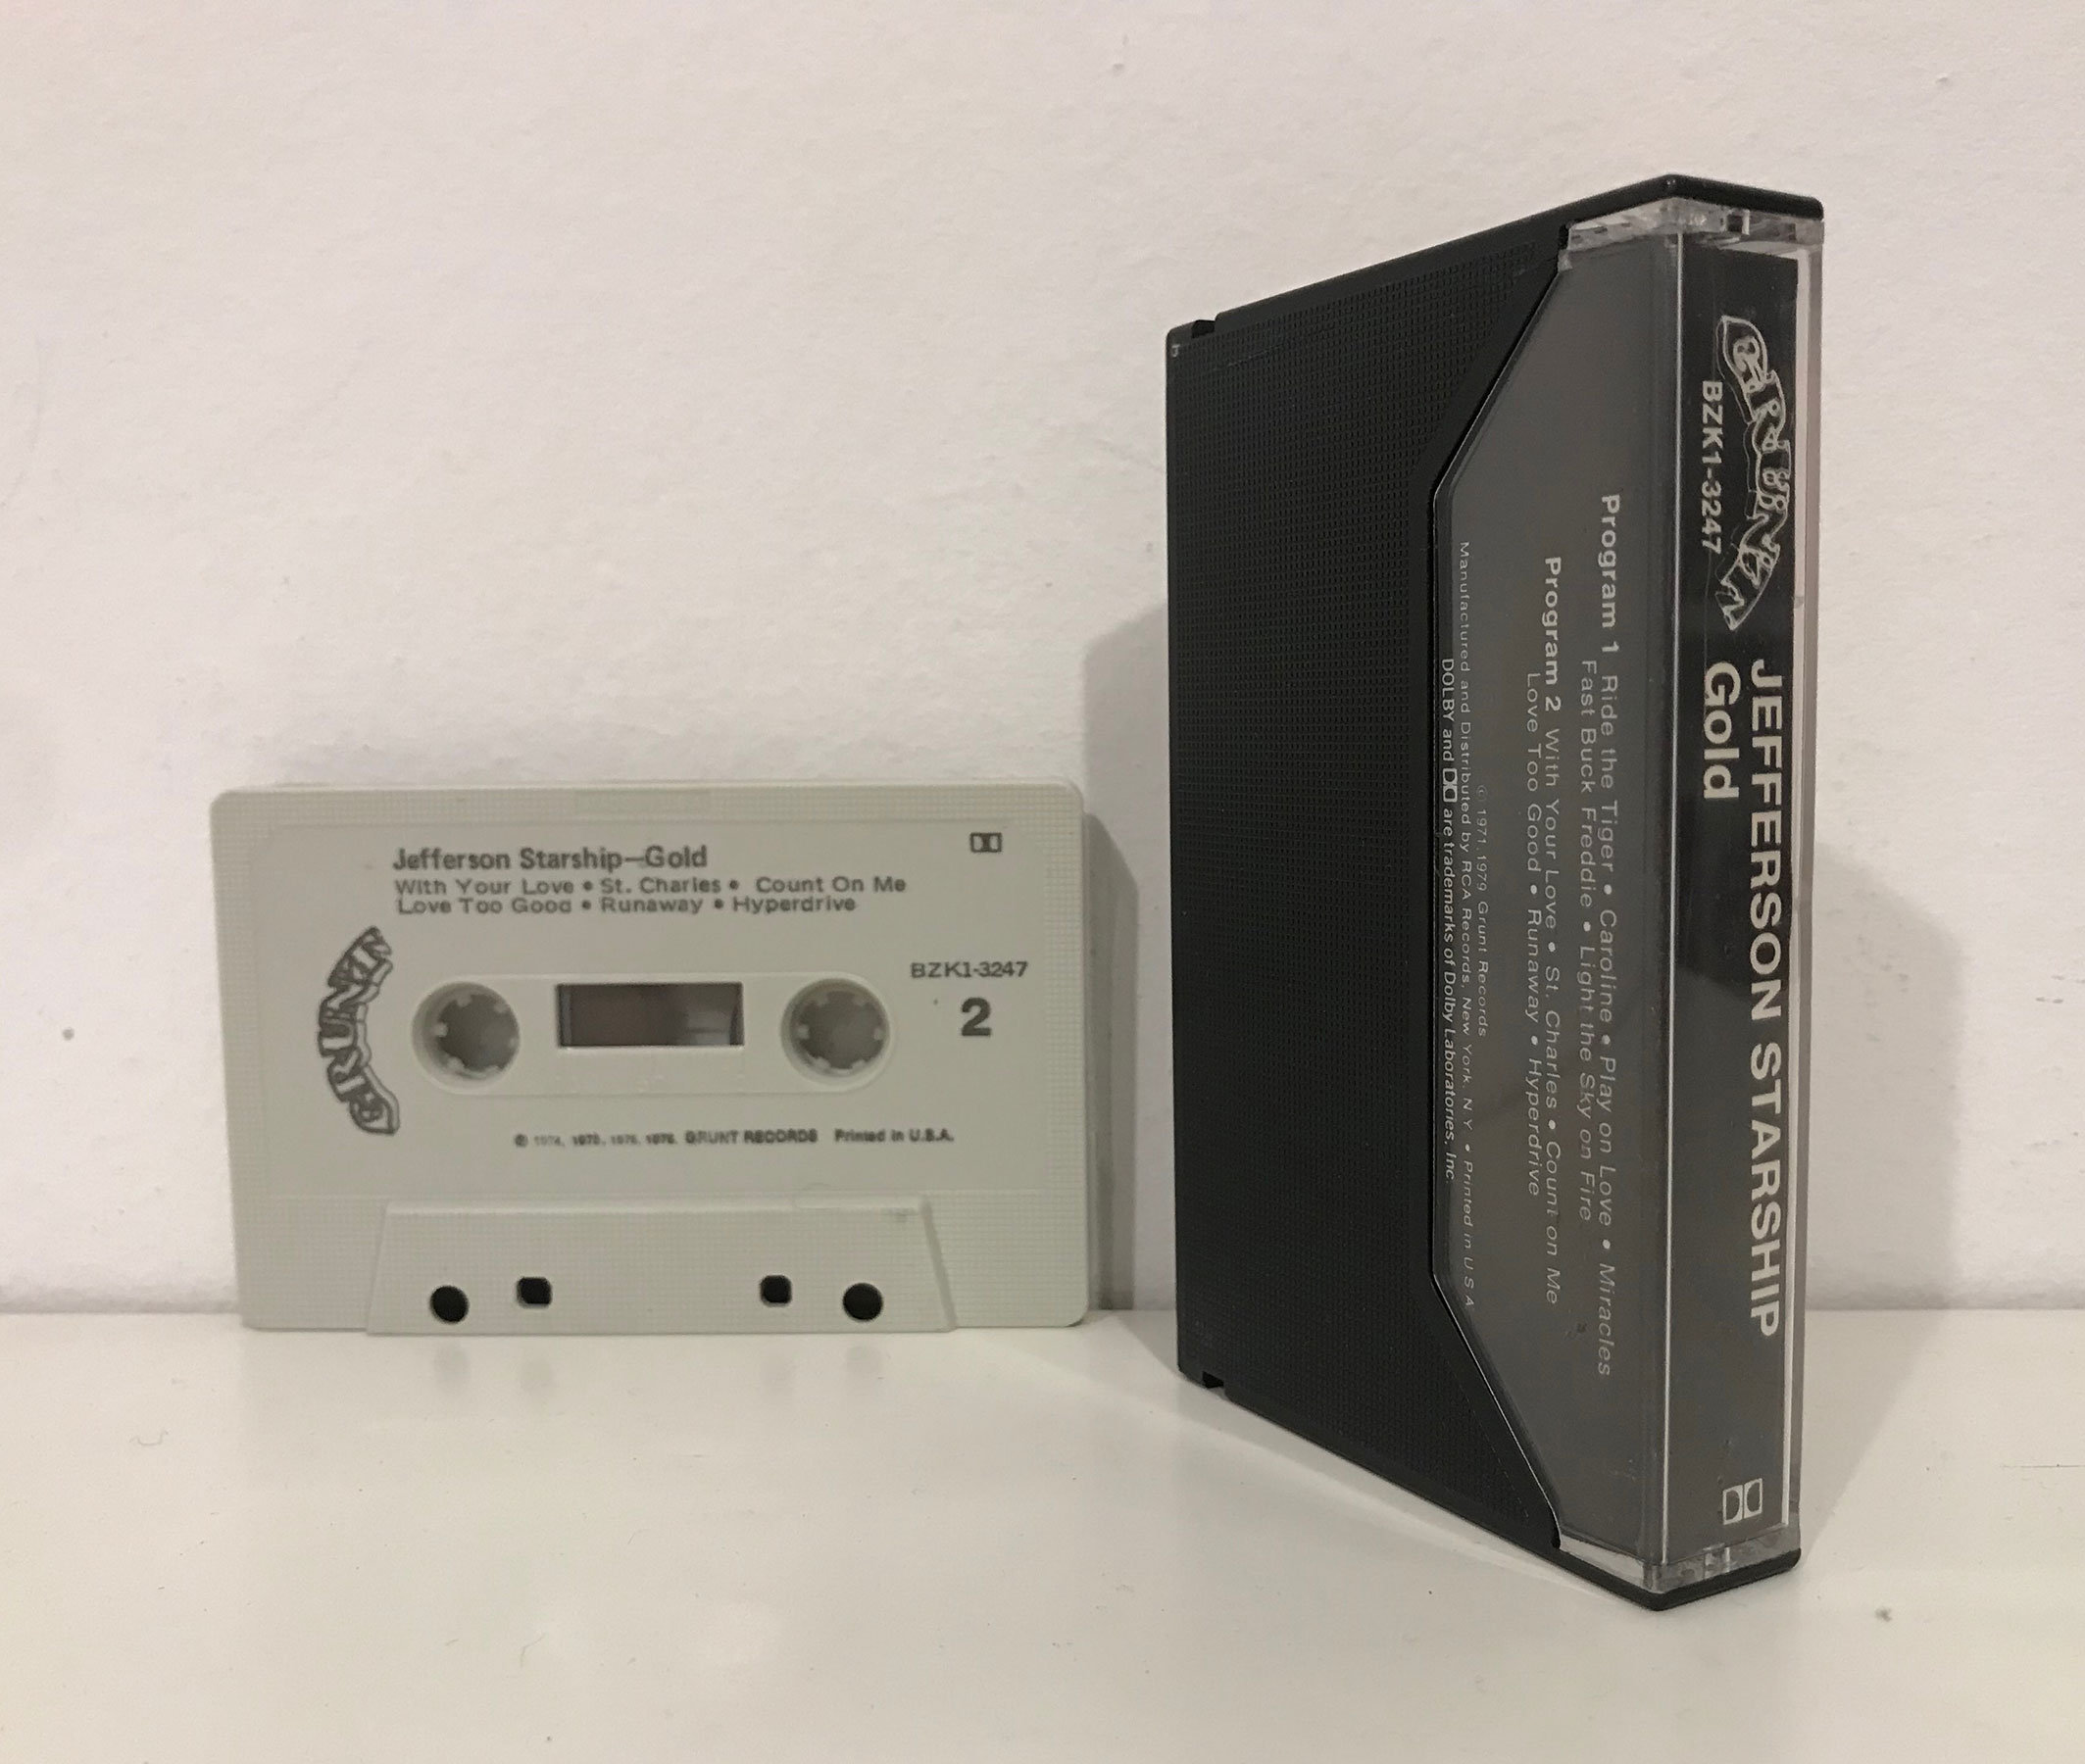 Jefferson Starship—Gold
With Your Love • St. Charles • Count On Me
Love Too Good • Runaway • Hyperdrive
GRUNT
BZK1-3247
2
GRUNT RECORDS Printed in U.S.A.
GRUNT
BZK1-3247
JEFFERSON STARSHIP
Gold
Program 1 Ride the Tiger • Caroline • Play on Love • Miracles
Fast Buck Freddie • Light the Sky on Fire
Program 2 With Your Love • St. Charles • Count on Me
Love Too Good • Runaway • Hyperdrive
© 1971, 1979 Grunt Records
Manufactured and Distributed by RCA Records, New York, N.Y. • Printed in U.S.A.
DOLBY and are trademarks of Dolby Laboratories, Inc.